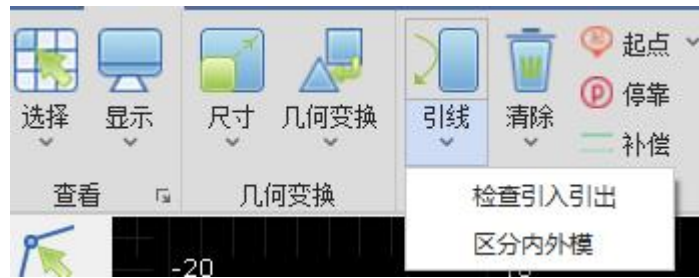 选择
显示
尺寸
几何变换
引线
清除
起点
停靠
补偿
查看
几何变换
检查引入引出
区分内外模
-20